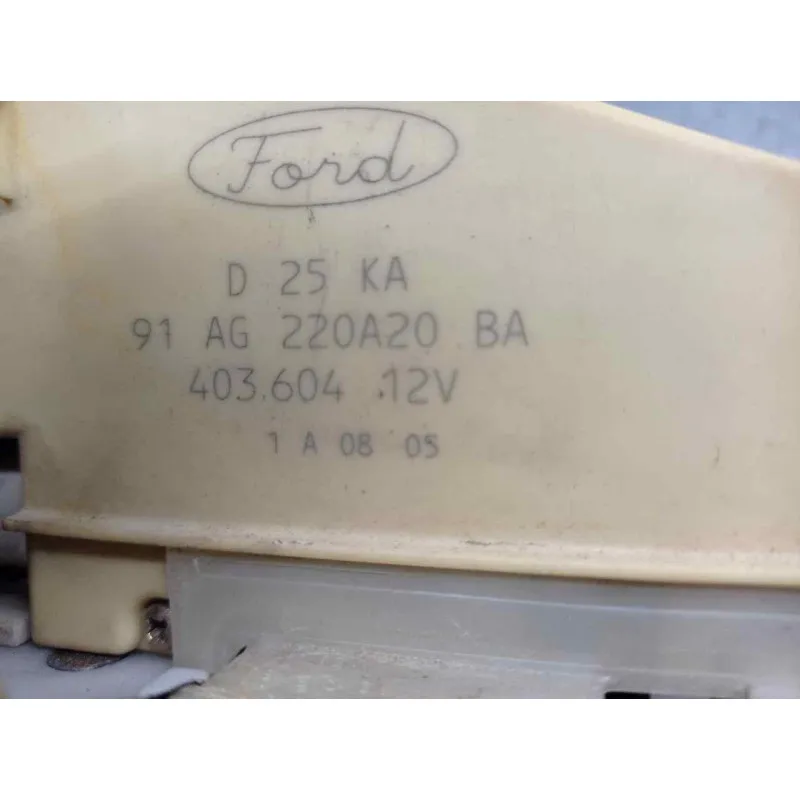 Ford
D 25 KA
91 AG 220A20 BA
403.604 .12V
1 A 08 05